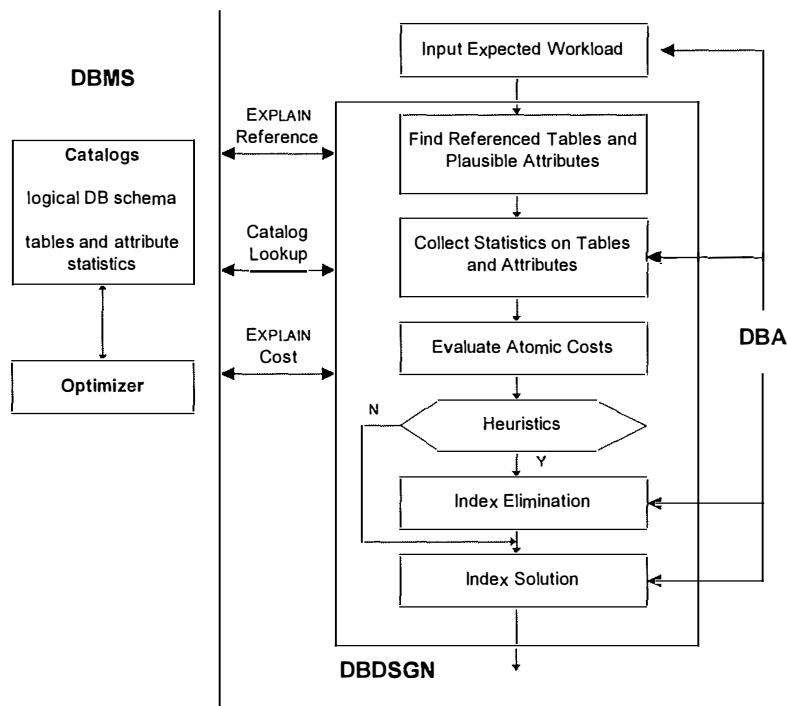 DBMS
Catalogs
logical DB schema
tables and attribute
statistics
Optimizer
EXPLAIN
Reference
Catalog
Lookup
EXPLAIN
Cost
Input Expected Workload
Find Referenced Tables and
Plausible Attributes
Collect Statistics on Tables
and Attributes
Evaluate Atomic Costs
N
Heuristics
Y
Index Elimination
Index Solution
DBDSGN
DBA